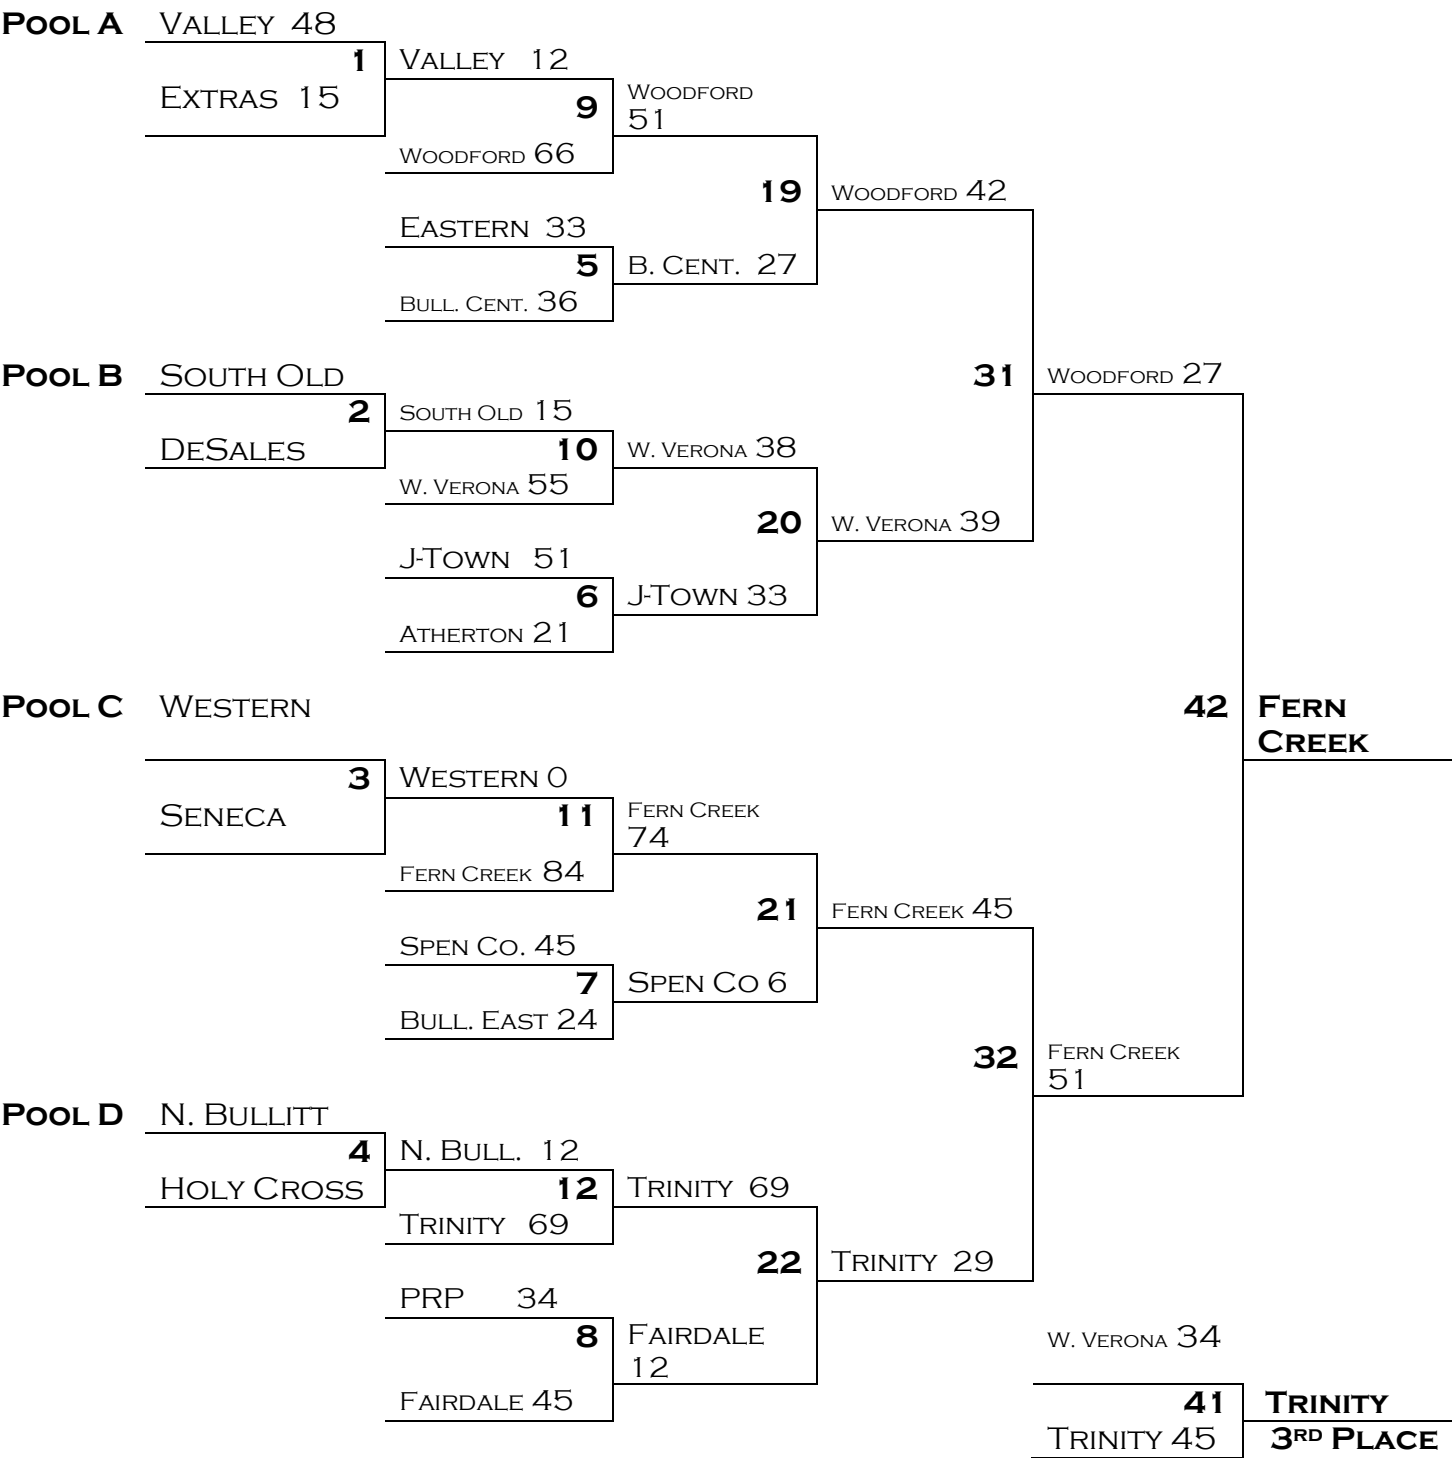 POOL A VALLEY 48
1 VALLEY 12
EXTRAS 15
9 WOODFORD
51
WOODFORD 66
19 WOODFORD 42
EASTERN 33
5 B. CENT. 27
BULL. CENT. 36
POOL B SOUTH OLD
31 WOODFORD 27
2 SOUTH OLD 15
DESALES
10 W. VERONA 38
W. VERONA 55
20 W. VERONA 39
J-TOWN 51
6 J-TOWN 33
ATHERTON 21
POOL C WESTERN
42 FERN
CREEK
3 WESTERN 0
SENECA
11 FERN CREEK
74
FERN CREEK 84
21 FERN CREEK 45
SPEN CO. 45
7 SPEN CO 6
BULL. EAST 24
32 FERN CREEK
51
POOL D N. BULLITT
4 N. BULL. 12
HOLY CROSS
12 TRINITY 69
TRINITY 69
22 TRINITY 29
PRP 34
8 FAIRDALE
12
W. VERONA 34
FAIRDALE 45
41 TRINITY
TRINITY 45 3RD PLACE